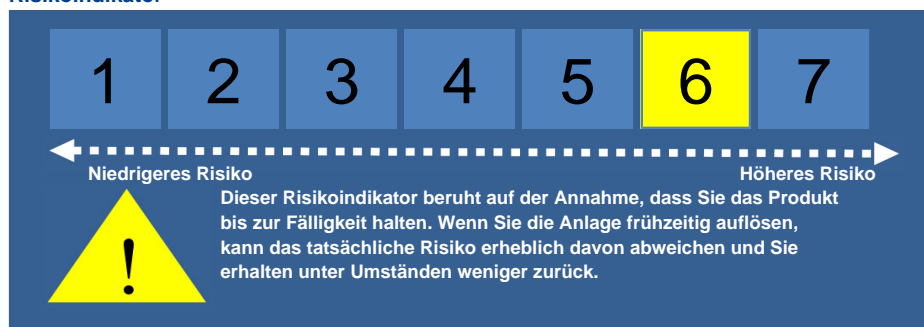 Risikoindikator
1 2 3 4 5 6 7
Niedrigeres Risiko Höheres Risiko
Dieser Risikoindikator beruht auf der Annahme, dass Sie das Produkt
bis zur Fälligkeit halten. Wenn Sie die Anlage frühzeitig auflösen,
kann das tatsächliche Risiko erheblich davon abweichen und Sie
erhalten unter Umständen weniger zurück.
!